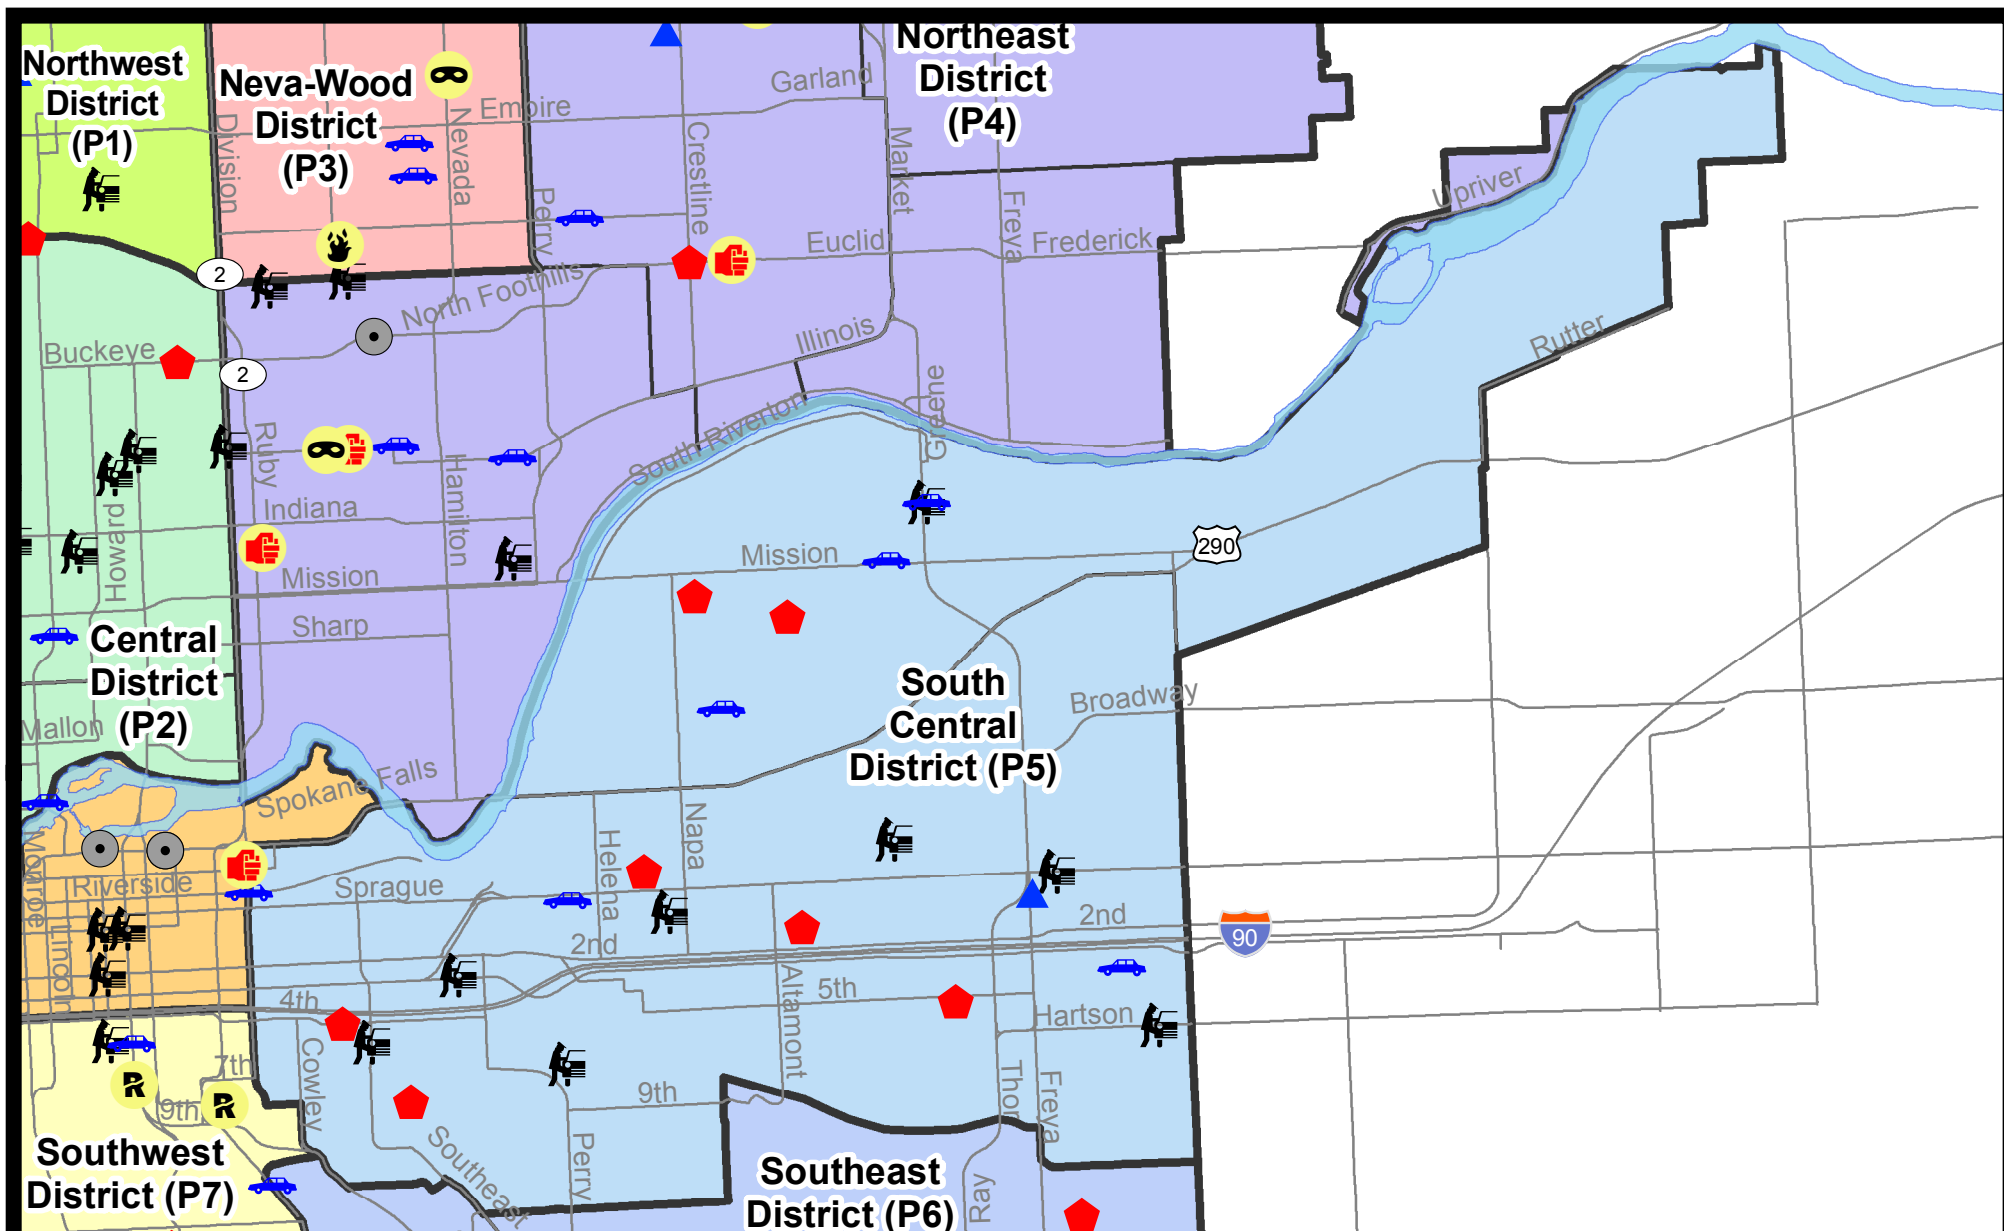 Northwest
District
(P1)
Neva-Wood
District
(P3)
Northeast
District
(P4)
Garland
Empire
Division
Nevada
Crestline
Market
Perry
Freya
Euclid
Frederick
Upriver
Rutter
2
North Foothills
Illinois
Buckeye
2
Greene
South Riverton
Ruby
Hamilton
Howard
Indiana
Mission
Mission
290
Sharp
Central
District
(P2)
Mallon
South
Central
District (P5)
Broadway
Spokane Falls
Napa
Helena
Monroe
Riverside
Sprague
Lincoln
2nd
2nd
90
4th
5th
Altamont
Hartson
Cowley
7th
9th
9th
R
R
Thor
Freya
Southwest
District (P7)
Southeast
Perry
Southeast
District (P6)
Ray